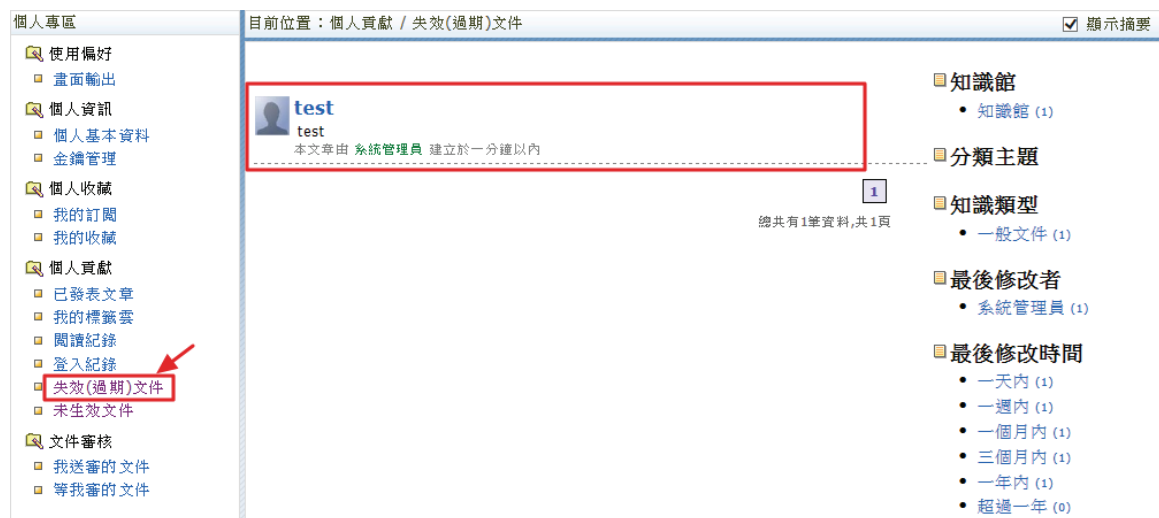 個人專區
使用偏好
畫面輸出
個人資訊
個人基本資料
金鑰管理
個人收藏
我的訂閱
我的收藏
個人貢獻
已發表文章
我的標籤雲
閱讀紀錄
登入紀錄
失效(過期)文件
未生效文件
文件審核
我送審的文件
等我審的文件
目前位置：個人貢獻 / 失效(過期)文件
顯示摘要
test
test
本文章由 系統管理員 建立於一分鐘以內
1
總共有1筆資料,共1頁
知識館
知識館 (1)
分類主題
知識類型
一般文件 (1)
最後修改者
系統管理員 (1)
最後修改時間
一天內 (1)
一週內 (1)
一個月內 (1)
三個月內 (1)
一年內 (1)
超過一年 (0)